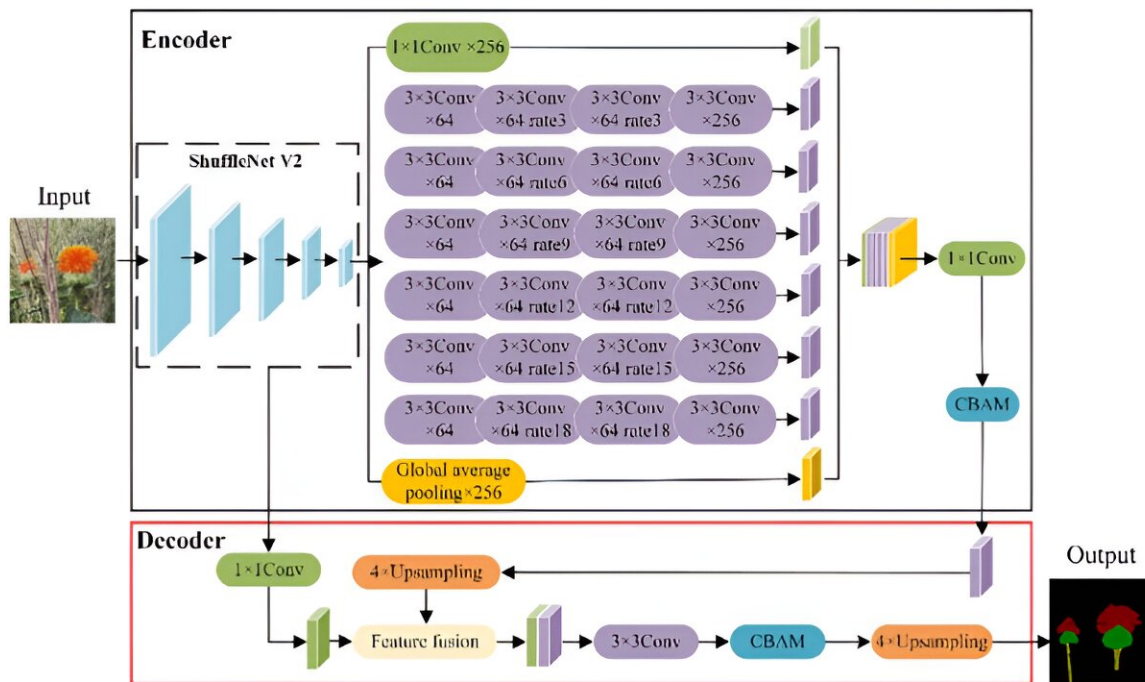 Encoder
1×1Conv ×256
3×3Conv 3×3Conv 3×3Conv 3×3Conv
×64 ×64 rate3 ×64 rate3 ×256
ShuffleNet V2
3×3Conv 3×3Conv 3×3Conv 3×3Conv
×64 ×64 rate6 ×64 rate6 ×256
Input
3×3Conv 3×3Conv 3×3Conv 3×3Conv
×64 ×64 rate9 ×64 rate9 ×256
1×1Conv
3×3Conv 3×3Conv 3×3Conv 3×3Conv
×64 ×64 rate12 ×64 rate12 ×256
3×3Conv 3×3Conv 3×3Conv 3×3Conv
×64 ×64 rate15 ×64 rate15 ×256
CBAM
3×3Conv 3×3Conv 3×3Conv 3×3Conv
×64 ×64 rate18 ×64 rate18 ×256
Global average
pooling×256
Decoder
Output
1×1Conv
4×Upsampling
Feature fusion
3×3Conv
CBAM
4×Upsampling